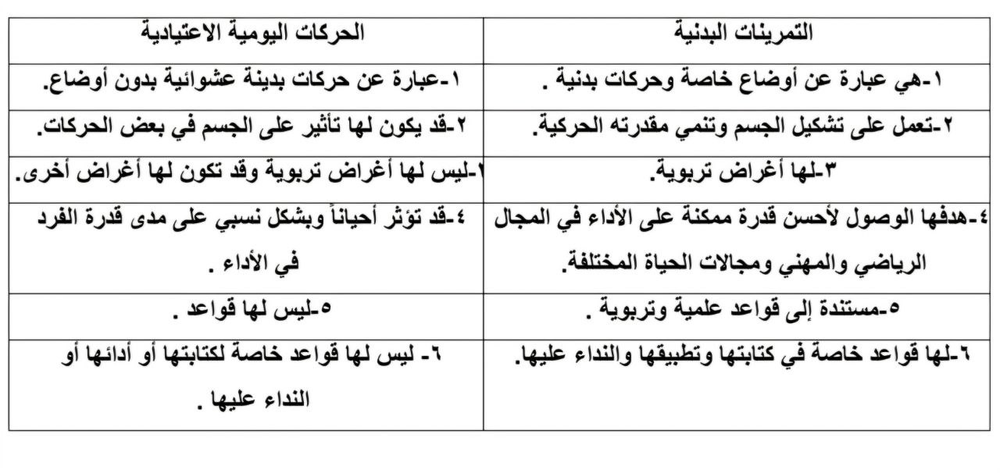 التمرينات البدنية
الحركات اليومية الاعتيادية
١-هي عبارة عن أوضاع خاصة وحركات بدنية .
١-عبارة عن حركات بدينة عشوائية بدون أوضاع.
٢-تعمل على تشكيل الجسم وتنمي مقدرته الحركية.
٢-قد يكون لها تأثير على الجسم في بعض الحركات.
٣-لها أغراض تربوية.
-ليس لها أغراض تربوية وقد تكون لها أغراض أخرى.
٤-هدفها الوصول لأحسن قدرة ممكنة على الأداء في المجال
الرياضي والمهني ومجالات الحياة المختلفة.
٤-قد تؤثر أحياناً وبشكل نسبي على مدى قدرة الفرد
في الأداء .
٥-مستندة إلى قواعد علمية وتربوية .
٥-ليس لها قواعد .
٦-لها قواعد خاصة في كتابتها وتطبيقها والنداء عليها.
٦- ليس لها قواعد خاصة لكتابتها أو أدائها أو
النداء عليها .